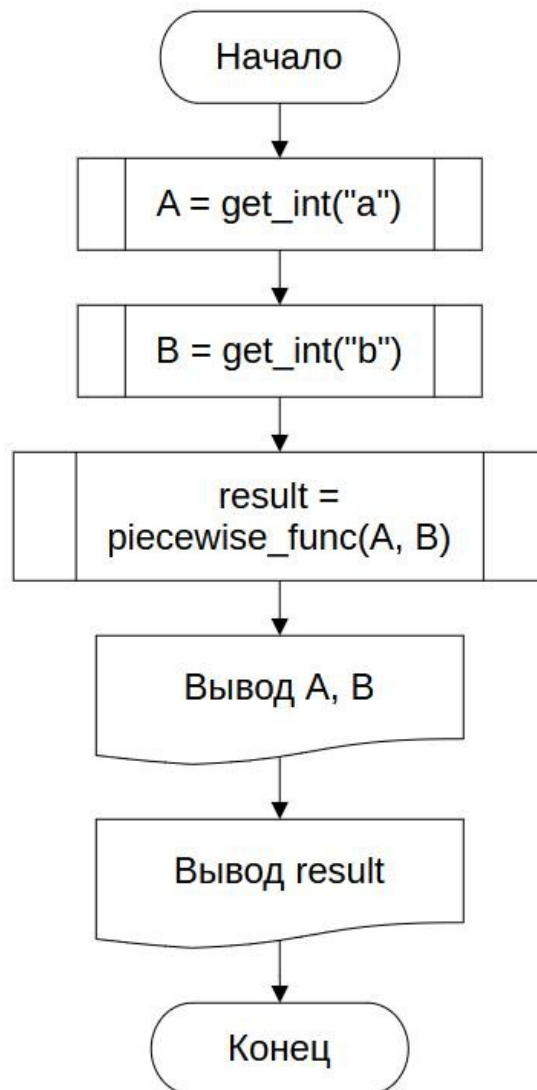 Начало
A = get_int("a")
B = get_int("b")
result =
piecewise_func(A, B)
Вывод A, B
Вывод result
Конец